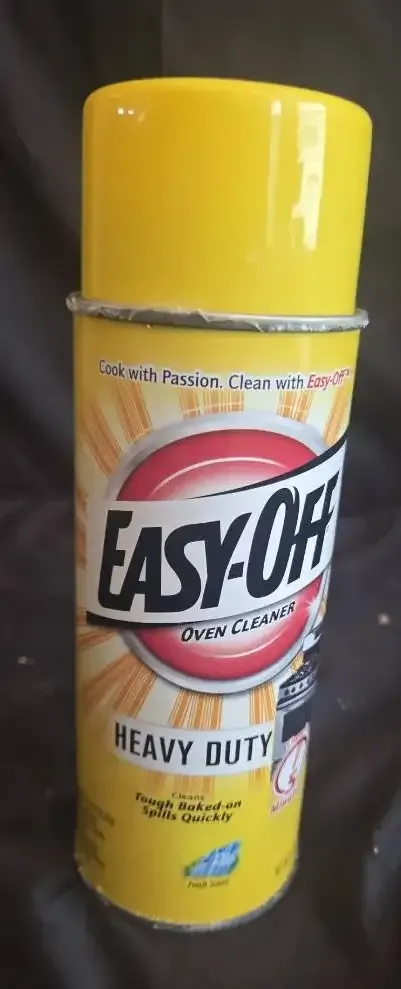 Cook with Passion. Clean with Easy-Off™
EASY-OFF
OVEN CLEANER
HEAVY DUTY
Cleans
Tough Baked-on
Spills Quickly
Fresh Scent